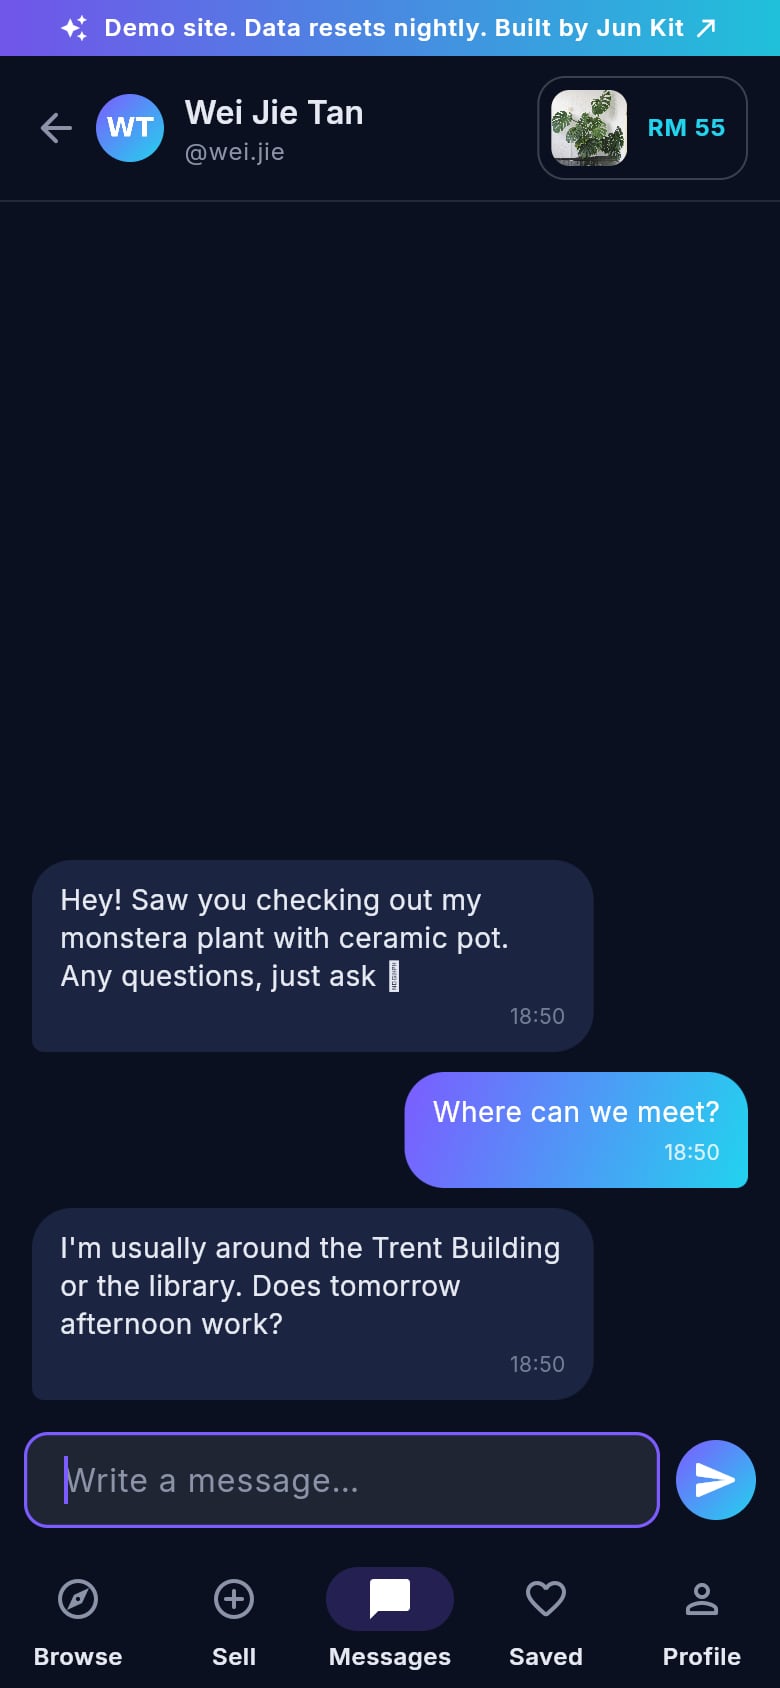 Demo site. Data resets nightly. Built by Jun Kit
WT
Wei Jie Tan
@wei.jie
RM 55
Hey! Saw you checking out my
monstera plant with ceramic pot.
Any questions, just ask
18:50
Where can we meet?
18:50
I'm usually around the Trent Building
or the library. Does tomorrow
afternoon work?
18:50
Write a message...
Browse
Sell
Messages
Saved
Profile